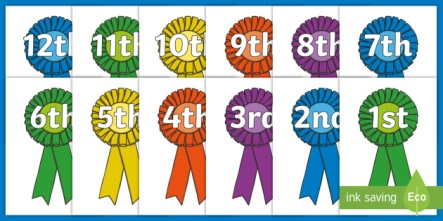 12th 11th 10th 9th 8th 7th
6th 5th 4th 3rd 2nd 1st
ink saving Eco